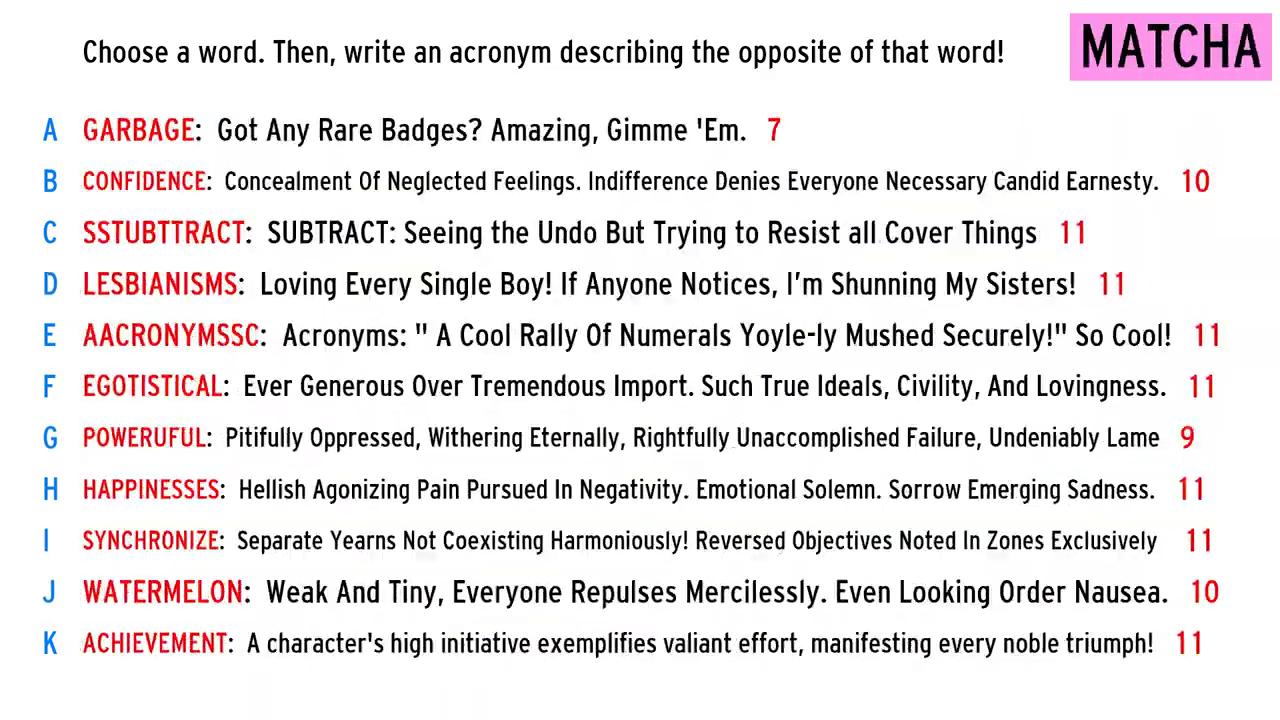 Choose a word. Then, write an acronym describing the opposite of that word!
MATCHA
A GARBAGE: Got Any Rare Badges? Amazing, Gimme 'Em. 7
B CONFIDENCE: Concealment Of Neglected Feelings. Indifference Denies Everyone Necessary Candid Earnesty. 10
C SSTUBTTRACT: SUBTRACT: Seeing the Undo But Trying to Resist all Cover Things 11
D LESBIANISMS: Loving Every Single Boy! If Anyone Notices, I'm Shunning My Sisters! 11
E AACRONYMSSC: Acronyms: " A Cool Rally Of Numerals Yoyle-ly Mushed Securely!" So Cool! 11
F EGOTISTICAL: Ever Generous Over Tremendous Import. Such True Ideals, Civility, And Lovingness. 11
G POWERUFUL: Pitifully Oppressed, Withering Eternally, Rightfully Unaccomplished Failure, Undeniably Lame 9
H HAPPINESSES: Hellish Agonizing Pain Pursued In Negativity. Emotional Solemn. Sorrow Emerging Sadness. 11
I SYNCHRONIZE: Separate Yearns Not Coexisting Harmoniously! Reversed Objectives Noted In Zones Exclusively 11
J WATERMELON: Weak And Tiny, Everyone Repulses Mercilessly. Even Looking Order Nausea. 10
K ACHIEVEMENT: A character's high initiative exemplifies valiant effort, manifesting every noble triumph! 11